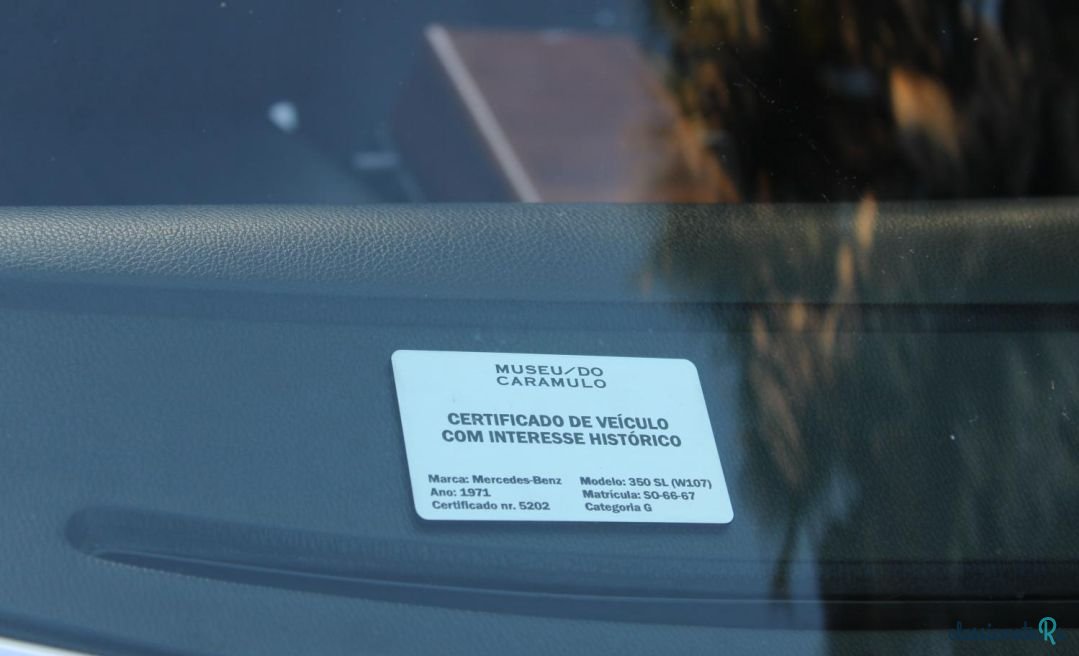 MUSEU/DO
CARAMULO
CERTIFICADO DE VEÍCULO
COM INTERESSE HISTÓRICO
Marca: Mercedes-Benz Modelo: 350 SL (W107)
Ano: 1971 Matrícula: SO-66-67
Certificado nr. 5202 Categoria G